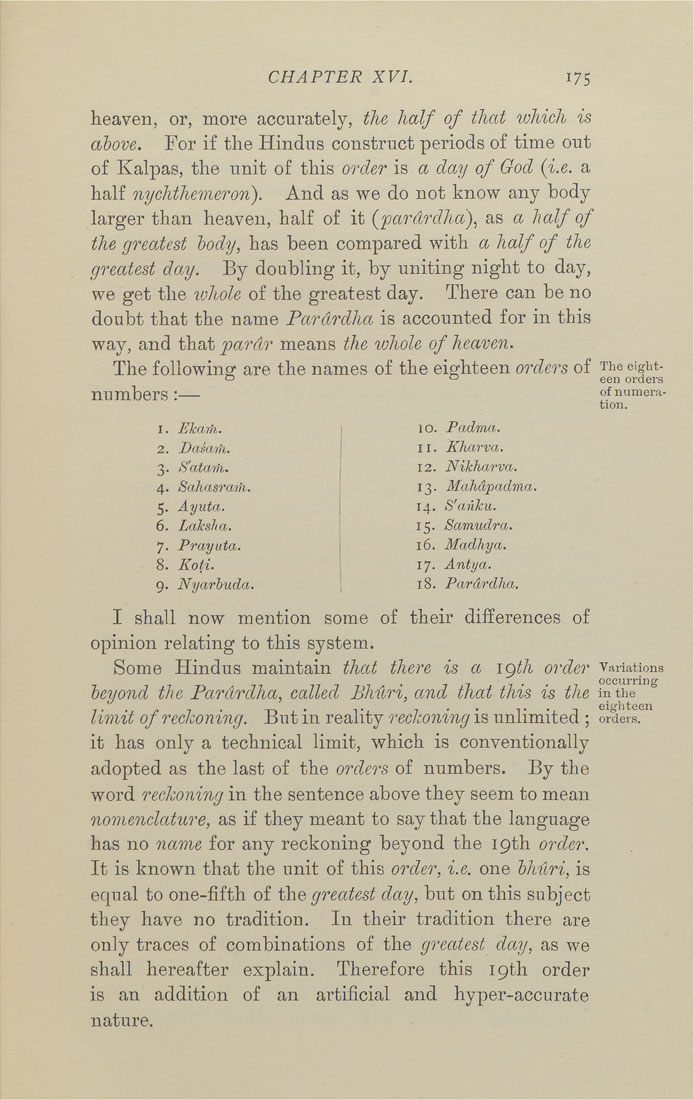 CHAPTER XVI. 175
heaven, or, more accurately, the half of that which is
above. For if the Hindus construct periods of time out
of Kalpas, the unit of this order is a day of God (i.e. a
half nychthemeron). And as we do not know any body
larger than heaven, half of it (parârdha), as a half of
the greatest body, has been compared with a half of the
greatest day. By doubling it, by uniting night to day,
we get the whole of the greatest day. There can be no
doubt that the name Parârdha is accounted for in this
way, and that parâr means the whole of heaven.
The following are the names of the eighteen orders of
numbers :—
The eight-
een orders
of numera-
tion.
1. Ekaṁ.
2. Daśaṁ.
3. S'ataṁ.
4. Sahasraṁ.
5. Ayuta.
6. Laksha.
7. Prayuta.
8. Koṭi.
9. Nyarbuda.
10. Padma.
11. Kharva.
12. Nikharva.
13. Mahâpadma.
14. S'aṅku.
15. Samudra.
16. Madhya.
17. Antya.
18. Parârdha.
I shall now mention some of their differences of
opinion relating to this system.
Some Hindus maintain that there is a 19th order
beyond the Parârdha, called Bhûri, and that this is the
limit of reckoning. But in reality reckoning is unlimited ;
it has only a technical limit, which is conventionally
adopted as the last of the orders of numbers. By the
word reckoning in the sentence above they seem to mean
nomenclature, as if they meant to say that the language
has no name for any reckoning beyond the 19th order.
It is known that the unit of this order, i.e. one bhûri, is
equal to one-fifth of the greatest day, but on this subject
they have no tradition. In their tradition there are
only traces of combinations of the greatest day, as we
shall hereafter explain. Therefore this 19th order
is an addition of an artificial and hyper-accurate
nature.
Variations
occurring
in the
eighteen
orders.